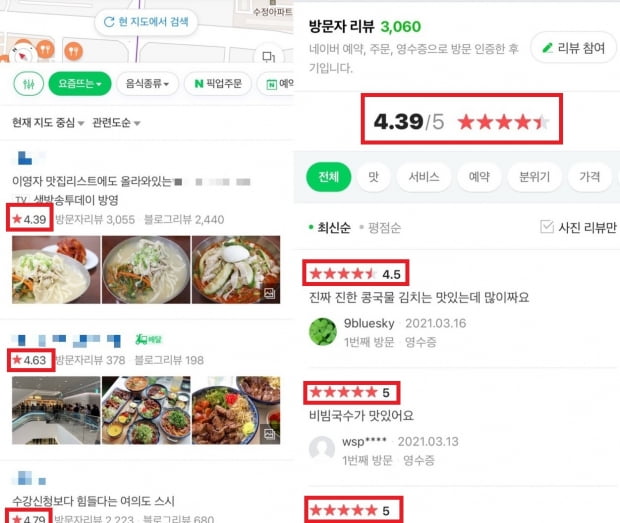 수정아파트
현 지도에서 검색
요즘뜨는
음식종류
N 픽업주문
예약
현재 지도 중심
관련도순
이영자 맛집리스트에도 올라와있는
TV 생방송투데이 방영
★4.39 방문자리뷰 3,055 블로그리뷰 2,440
배달
★4.63 방문자리뷰 378 블로그리뷰 198
수강신청보다 힘들다는 여의도 스시
★4.79 방문자리뷰 2,223 블로그리뷰 680
방문자 리뷰 3,060
네이버 예약, 주문, 영수증으로 방문 인증한 후
기입니다.
리뷰 참여
4.39/5 ★★★★★
전체
맛
서비스
예약
분위기
가격
• 최신순 • 평점순
사진 리뷰만
★★★★★ 4.5
진짜 진한 콩국물 김치는 맛있는데 많이짜요
9bluesky · 2021.03.16
1번째 방문 · 영수증
★★★★★ 5
비빔국수가 맛있어요
wsp**** · 2021.03.13
1번째 방문 · 영수증
★★★★★ 5